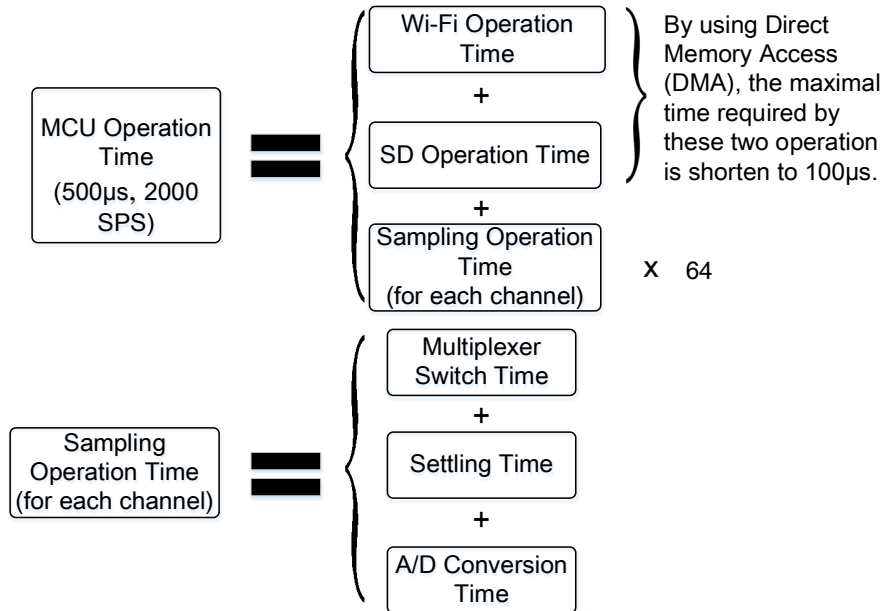 Wi-Fi Operation
Time
+
SD Operation Time
+
Sampling Operation
Time
(for each channel)
MCU Operation
Time
(500μs, 2000
SPS)
By using Direct
Memory Access
(DMA), the maximal
time required by
these two operation
is shorten to 100μs.
x 64
Sampling
Operation Time
(for each channel)
Multiplexer
Switch Time
+
Settling Time
+
A/D Conversion
Time